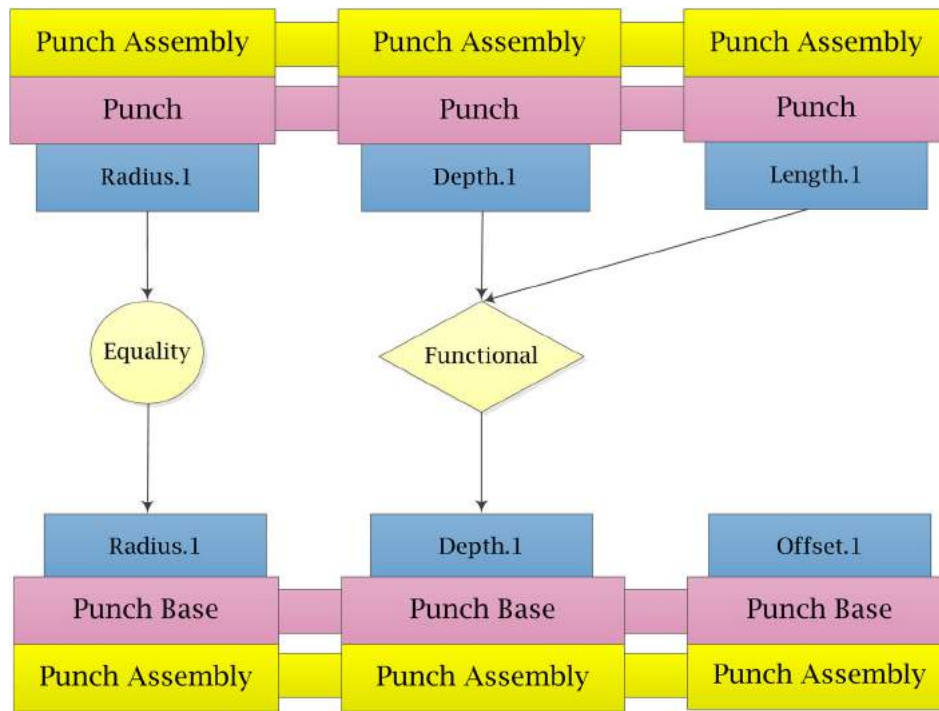 Punch Assembly
Punch Assembly
Punch Assembly
Punch
Punch
Punch
Radius.1
Depth.1
Length.1
Equality
Functional
Radius.1
Depth.1
Offset.1
Punch Base
Punch Base
Punch Base
Punch Assembly
Punch Assembly
Punch Assembly